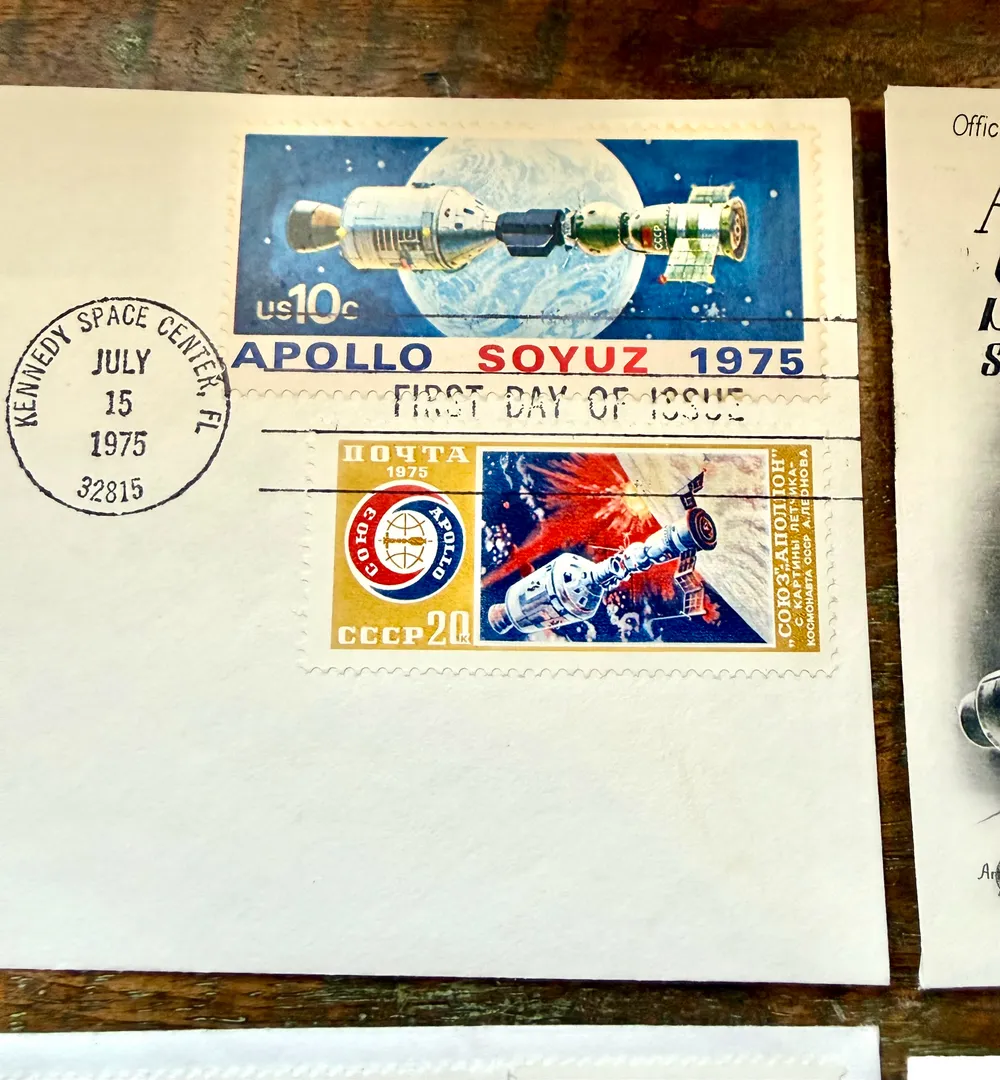 CCCP
us10c
APOLLO SOYUZ 1975
KENNEDY SPACE CENTER, FL
JULY
15
1975
32815
FIRST DAY OF ISSUE
ПОЧТА
1975
СОЮЗ
APOLLO
СССР 20к
„СОЮЗ"-„АПОЛЛОН"
С КАРТИНЫ ЛЕТЧИКА-
КОСМОНАВТА СССР А.ЛЕОНОВА